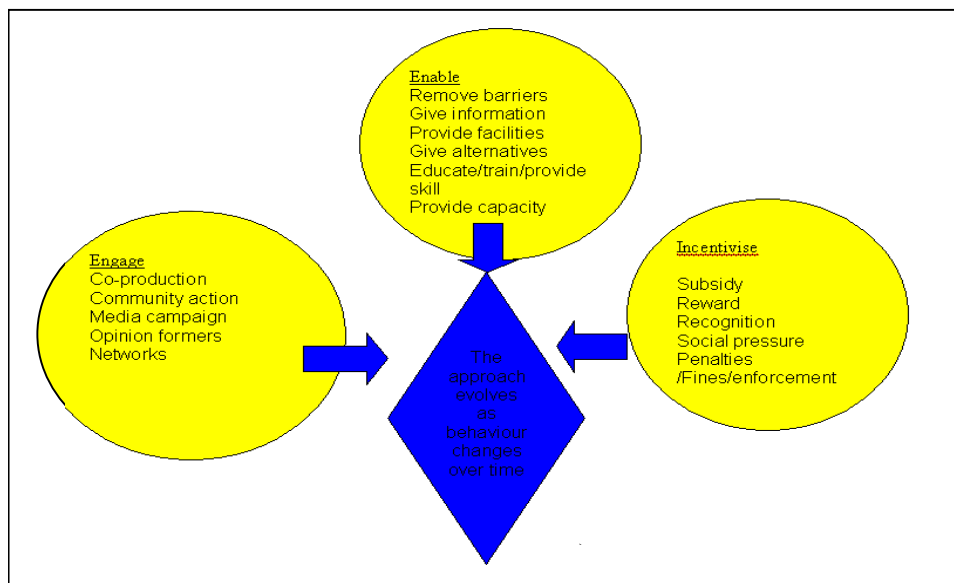 Enable
Remove barriers
Give information
Provide facilities
Give alternatives
Educate/train/provide
skill
Provide capacity
Engage
Co-production
Community action
Media campaign
Opinion formers
Networks
Incentivise
Subsidy
Reward
Recognition
Social pressure
Penalties
/Fines/enforcement
The
approach
evolves
as
behaviour
changes
over time